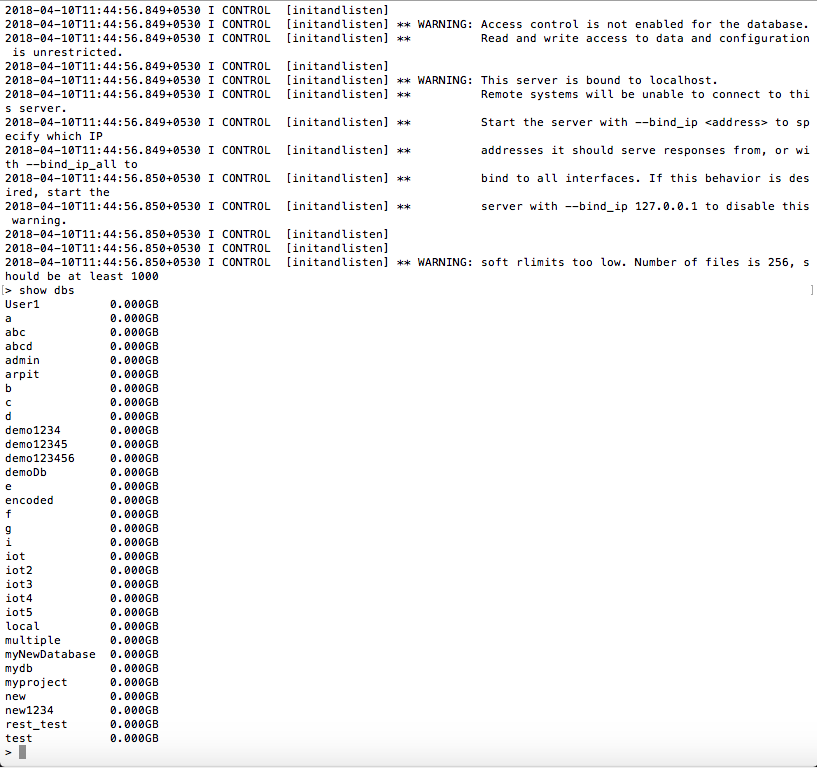 2018-04-10T11:44:56.849+0530 I CONTROL  [initandlisten]
2018-04-10T11:44:56.849+0530 I CONTROL  [initandlisten] ** WARNING: Access control is not enabled for the database.
2018-04-10T11:44:56.849+0530 I CONTROL  [initandlisten] **          Read and write access to data and configuration
 is unrestricted.
2018-04-10T11:44:56.849+0530 I CONTROL  [initandlisten]
2018-04-10T11:44:56.849+0530 I CONTROL  [initandlisten] ** WARNING: This server is bound to localhost.
2018-04-10T11:44:56.849+0530 I CONTROL  [initandlisten] **          Remote systems will be unable to connect to thi
s server.
2018-04-10T11:44:56.849+0530 I CONTROL  [initandlisten] **          Start the server with --bind_ip <address> to sp
ecify which IP
2018-04-10T11:44:56.849+0530 I CONTROL  [initandlisten] **          addresses it should serve responses from, or wi
th --bind_ip_all to
2018-04-10T11:44:56.850+0530 I CONTROL  [initandlisten] **          bind to all interfaces. If this behavior is des
ired, start the
2018-04-10T11:44:56.850+0530 I CONTROL  [initandlisten] **          server with --bind_ip 127.0.0.1 to disable this
 warning.
2018-04-10T11:44:56.850+0530 I CONTROL  [initandlisten]
2018-04-10T11:44:56.850+0530 I CONTROL  [initandlisten]
2018-04-10T11:44:56.850+0530 I CONTROL  [initandlisten] ** WARNING: soft rlimits too low. Number of files is 256, s
hould be at least 1000
[> show dbs ]
User1          0.000GB
a              0.000GB
abc            0.000GB
abcd           0.000GB
admin          0.000GB
arpit          0.000GB
b              0.000GB
c              0.000GB
d              0.000GB
demo1234       0.000GB
demo12345      0.000GB
demo123456     0.000GB
demoDb         0.000GB
e              0.000GB
encoded        0.000GB
f              0.000GB
g              0.000GB
i              0.000GB
iot            0.000GB
iot2           0.000GB
iot3           0.000GB
iot4           0.000GB
iot5           0.000GB
local          0.000GB
multiple       0.000GB
myNewDatabase  0.000GB
mydb           0.000GB
myproject      0.000GB
new            0.000GB
new1234        0.000GB
rest_test      0.000GB
test           0.000GB
>